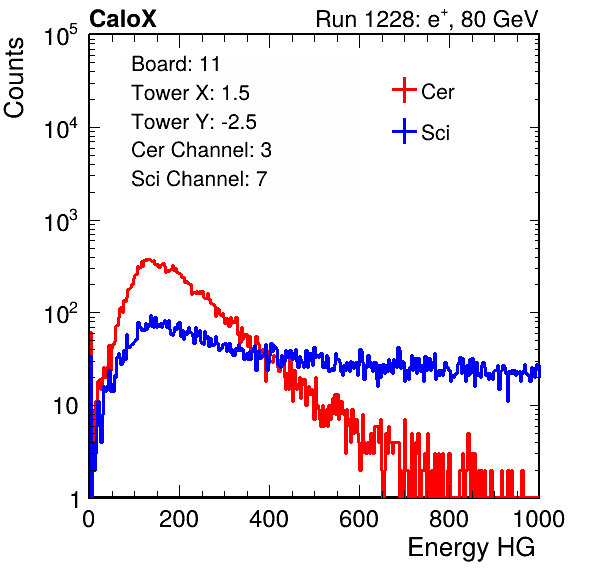 CaloX Run 1228: e⁺, 80 GeV
Counts
10⁵
10⁴
10³
10²
10
1
Board: 11
Tower X: 1.5
Tower Y: -2.5
Cer Channel: 3
Sci Channel: 7
Cer
Sci
0 200 400 600 800 1000
Energy HG